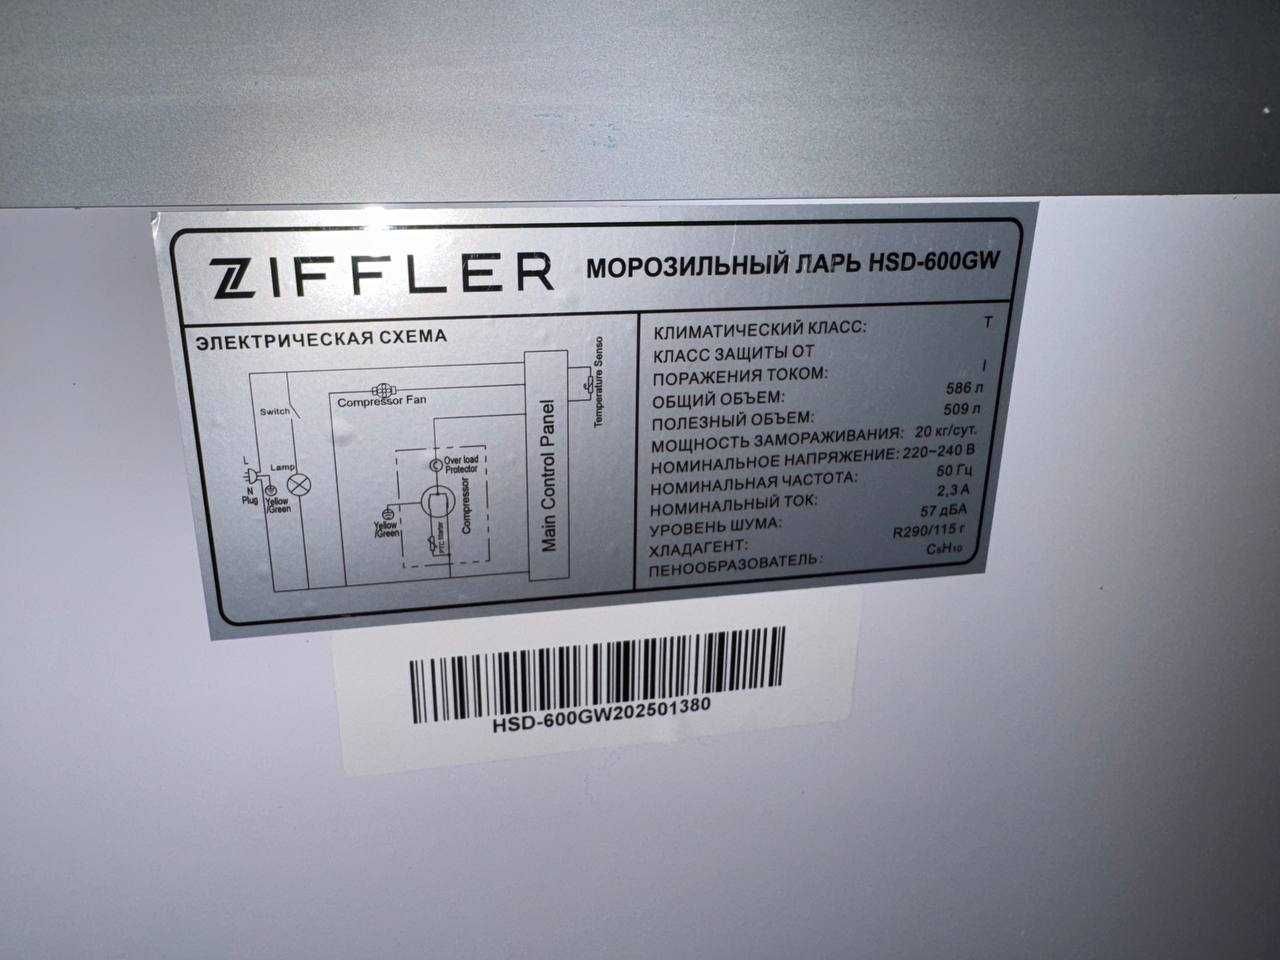 ZIFFLER
МОРОЗИЛЬНЫЙ ЛАРЬ HSD-600GW
ЭЛЕКТРИЧЕСКАЯ СХЕМА
Switch
Compressor Fan
Temperature Senso
Main Control Panel
L
N
Plug
Lamp
Yellow
/Green
Over load
Protector
Compressor
Yellow
/Green
PTC Starter
КЛИМАТИЧЕСКИЙ КЛАСС: T
КЛАСС ЗАЩИТЫ ОТ
ПОРАЖЕНИЯ ТОКОМ: I
ОБЩИЙ ОБЪЕМ: 586 л
ПОЛЕЗНЫЙ ОБЪЕМ: 509 л
МОЩНОСТЬ ЗАМОРАЖИВАНИЯ: 20 кг/сут.
НОМИНАЛЬНОЕ НАПРЯЖЕНИЕ: 220~240 В
НОМИНАЛЬНАЯ ЧАСТОТА: 50 Гц
НОМИНАЛЬНЫЙ ТОК: 2,3 А
УРОВЕНЬ ШУМА: 57 дБА
ХЛАДАГЕНТ: R290/115 г
ПЕНООБРАЗОВАТЕЛЬ: C₅H₁₀
HSD-600GW202501380